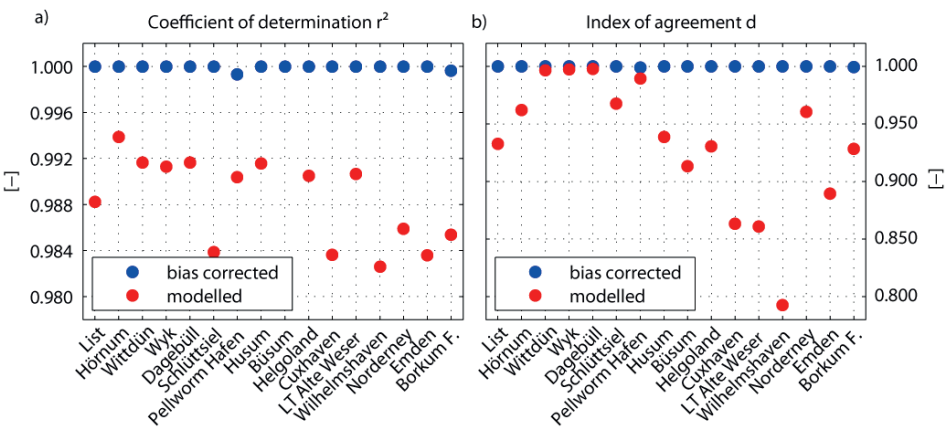 a) Coefficient of determination r²
[–]
1.000
0.996
0.992
0.988
0.984
0.980
bias corrected
modelled
List
Hörnum
Wittdün
Wyk
Dagebüll
Schlüttsiel
Pellworm Hafen
Husum
Büsum
Helgoland
Cuxhaven
LT Alte Weser
Wilhelmshaven
Norderney
Emden
Borkum F.
b) Index of agreement d
1.000
0.950
0.900
0.850
0.800
[–]
bias corrected
modelled
List
Hörnum
Wittdün
Wyk
Dagebüll
Schlüttsiel
Pellworm Hafen
Husum
Büsum
Helgoland
Cuxhaven
LT Alte Weser
Wilhelmshaven
Norderney
Emden
Borkum F.